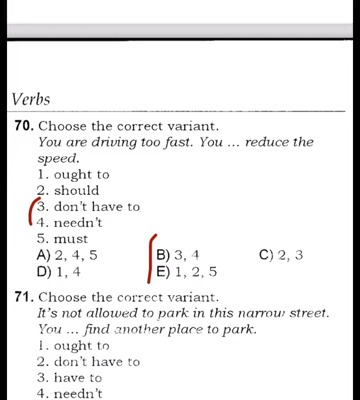 Verbs
70. Choose the correct variant.
You are driving too fast. You ... reduce the
speed.
1. ought to
2. should
3. don't have to
4. needn't
5. must
A) 2, 4, 5 B) 3, 4 C) 2, 3
D) 1, 4 E) 1, 2, 5
71. Choose the correct variant.
It's not allowed to park in this narrow street.
You ... find another place to park.
1. ought to
2. don't have to
3. have to
4. needn't